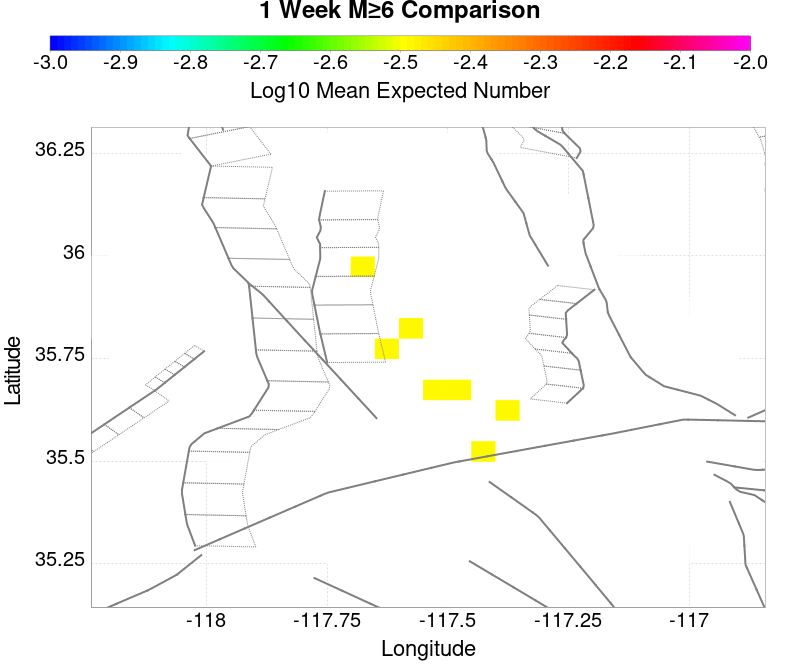 1 Week M≥6 Comparison
-3.0 -2.9 -2.8 -2.7 -2.6 -2.5 -2.4 -2.3 -2.2 -2.1 -2.0
Log10 Mean Expected Number
36.25
36
35.75
35.5
35.25
Latitude
-118 -117.75 -117.5 -117.25 -117
Longitude